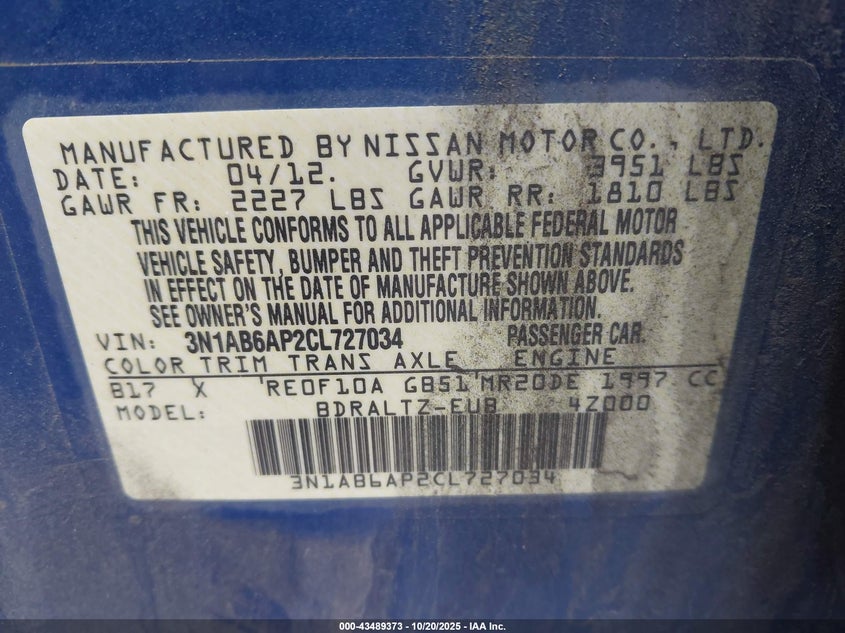 MANUFACTURED BY NISSAN MOTOR CO., LTD.
DATE: 04/12. GVWR: 3951 LBS
GAWR FR: 2227 LBS GAWR RR: 1810 LBS
THIS VEHICLE CONFORMS TO ALL APPLICABLE FEDERAL MOTOR
VEHICLE SAFETY, BUMPER AND THEFT PREVENTION STANDARDS
IN EFFECT ON THE DATE OF MANUFACTURE SHOWN ABOVE.
SEE OWNER'S MANUAL FOR ADDITIONAL INFORMATION.
VIN: 3N1AB6AP2CL727034 PASSENGER CAR.
COLOR TRIM TRANS AXLE ENGINE
B17 X RE0F10A GB51 MR20DE 1997 CC
MODEL: BDRALTZ-EUB 4Z000
3N1AB6AP2CL727034
000-43489373 | 10/20/2025 - IAA Inc.